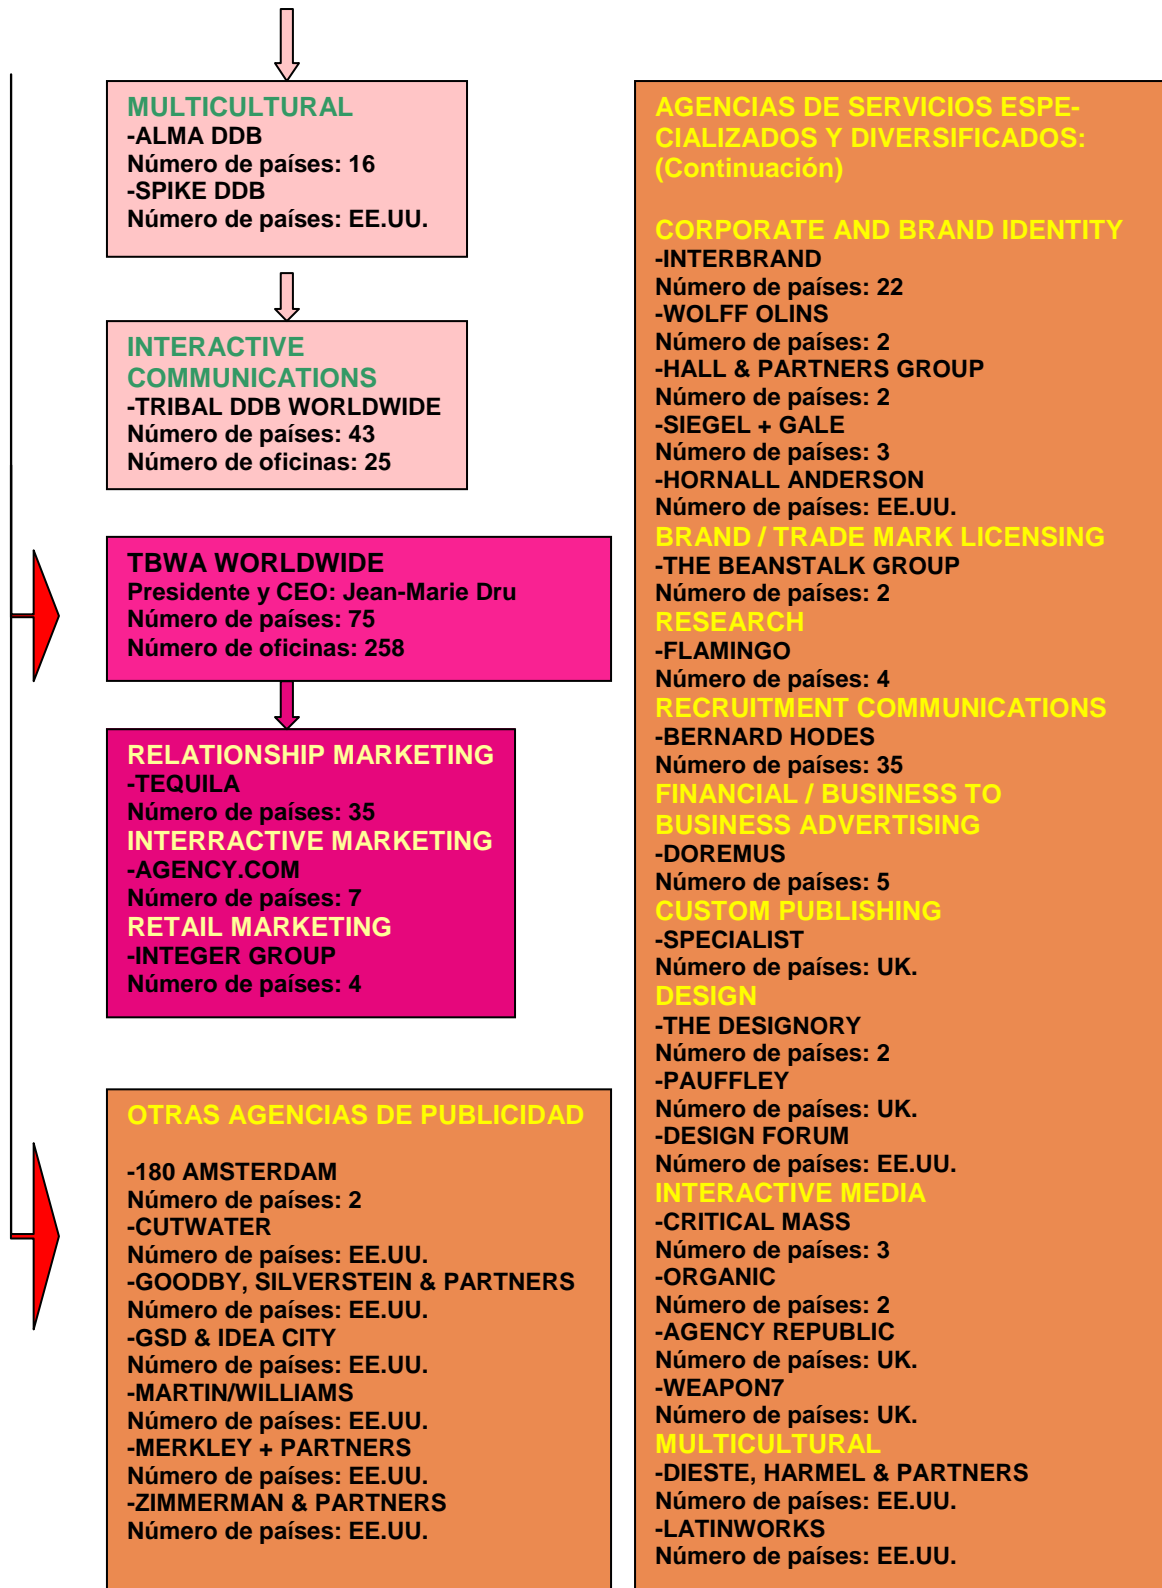 MULTICULTURAL
-ALMA DDB
Número de países: 16
-SPIKE DDB
Número de países: EE.UU.
INTERACTIVE
COMMUNICATIONS
-TRIBAL DDB WORLDWIDE
Número de países: 43
Número de oficinas: 25
TBWA WORLDWIDE
Presidente y CEO: Jean-Marie Dru
Número de países: 75
Número de oficinas: 258
RELATIONSHIP MARKETING
-TEQUILA
Número de países: 35
INTERRACTIVE MARKETING
-AGENCY.COM
Número de países: 7
RETAIL MARKETING
-INTEGER GROUP
Número de países: 4
OTRAS AGENCIAS DE PUBLICIDAD
-180 AMSTERDAM
Número de países: 2
-CUTWATER
Número de países: EE.UU.
-GOODBY, SILVERSTEIN & PARTNERS
Número de países: EE.UU.
-GSD & IDEA CITY
Número de países: EE.UU.
-MARTIN/WILLIAMS
Número de países: EE.UU.
-MERKLEY + PARTNERS
Número de países: EE.UU.
-ZIMMERMAN & PARTNERS
Número de países: EE.UU.
AGENCIAS DE SERVICIOS ESPE-
CIALIZADOS Y DIVERSIFICADOS:
(Continuación)
CORPORATE AND BRAND IDENTITY
-INTERBRAND
Número de países: 22
-WOLFF OLINS
Número de países: 2
-HALL & PARTNERS GROUP
Número de países: 2
-SIEGEL + GALE
Número de países: 3
-HORNALL ANDERSON
Número de países: EE.UU.
BRAND / TRADE MARK LICENSING
-THE BEANSTALK GROUP
Número de países: 2
RESEARCH
-FLAMINGO
Número de países: 4
RECRUITMENT COMMUNICATIONS
-BERNARD HODES
Número de países: 35
FINANCIAL / BUSINESS TO
BUSINESS ADVERTISING
-DOREMUS
Número de países: 5
CUSTOM PUBLISHING
-SPECIALIST
Número de países: UK.
DESIGN
-THE DESIGNORY
Número de países: 2
-PAUFFLEY
Número de países: UK.
-DESIGN FORUM
Número de países: EE.UU.
INTERACTIVE MEDIA
-CRITICAL MASS
Número de países: 3
-ORGANIC
Número de países: 2
-AGENCY REPUBLIC
Número de países: UK.
-WEAPON7
Número de países: UK.
MULTICULTURAL
-DIESTE, HARMEL & PARTNERS
Número de países: EE.UU.
-LATINWORKS
Número de países: EE.UU.